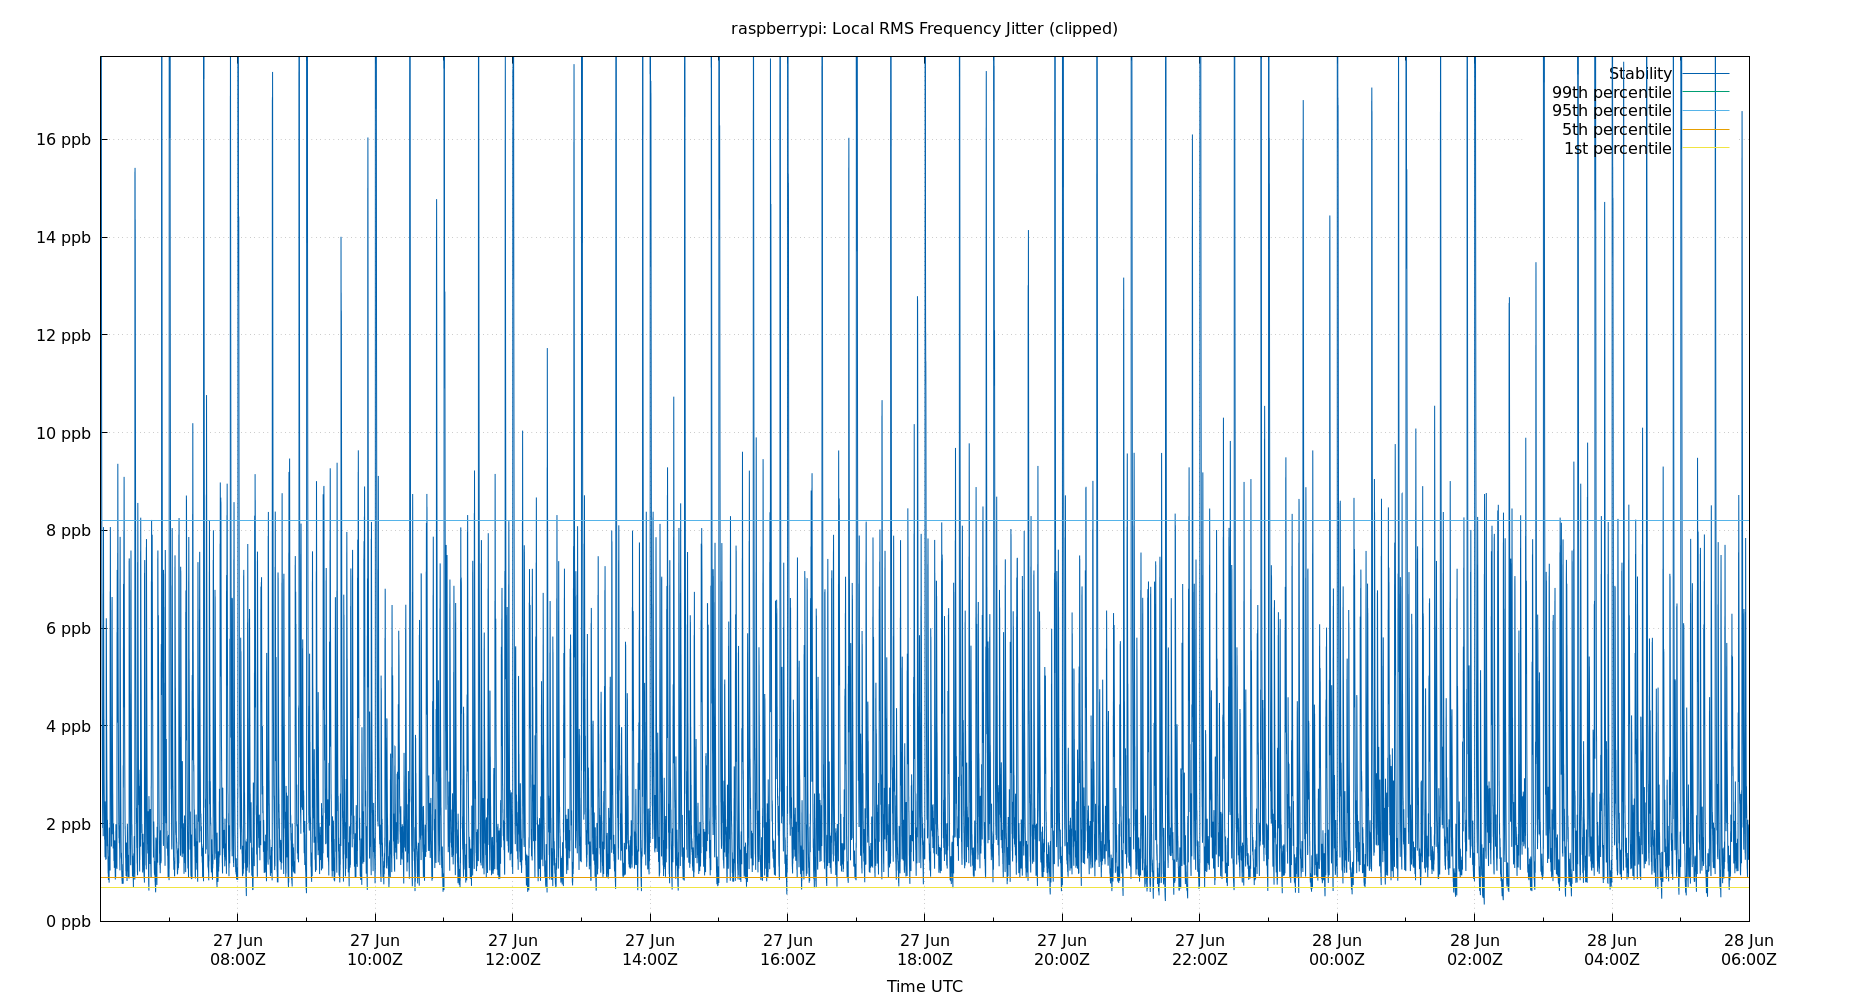 raspberrypi: Local RMS Frequency Jitter (clipped)
Stability
99th percentile
95th percentile
5th percentile
1st percentile
16 ppb
14 ppb
12 ppb
10 ppb
8 ppb
6 ppb
4 ppb
2 ppb
0 ppb
27 Jun 27 Jun 27 Jun 27 Jun 27 Jun 27 Jun 27 Jun 27 Jun 28 Jun 28 Jun 28 Jun 28 Jun
08:00Z 10:00Z 12:00Z 14:00Z 16:00Z 18:00Z 20:00Z 22:00Z 00:00Z 02:00Z 04:00Z 06:00Z
Time UTC